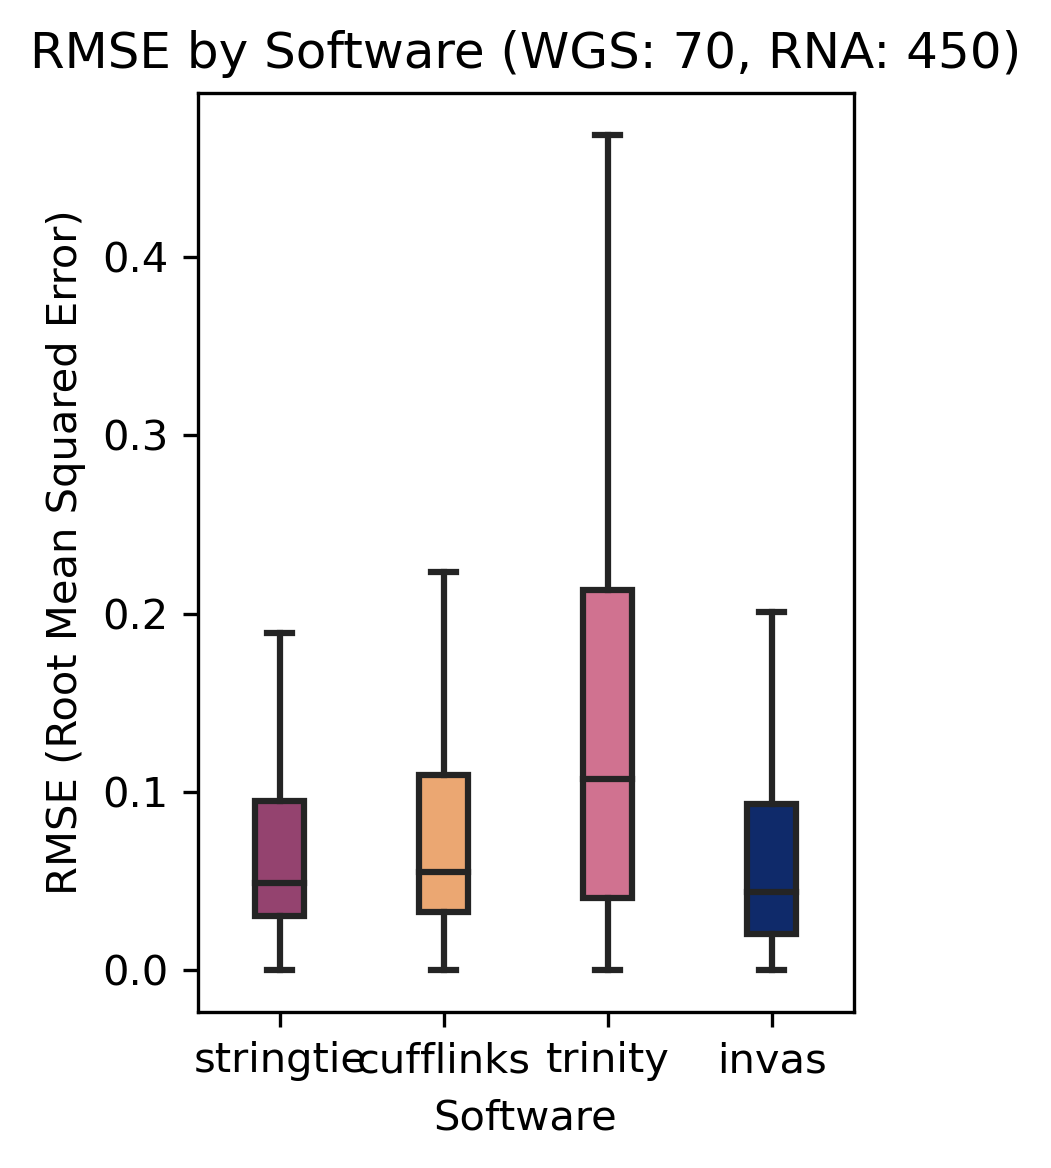 RMSE by Software (WGS: 70, RNA: 450)
RMSE (Root Mean Squared Error)
0.4
0.3
0.2
0.1
0.0
stringtie cufflinks trinity invas
Software